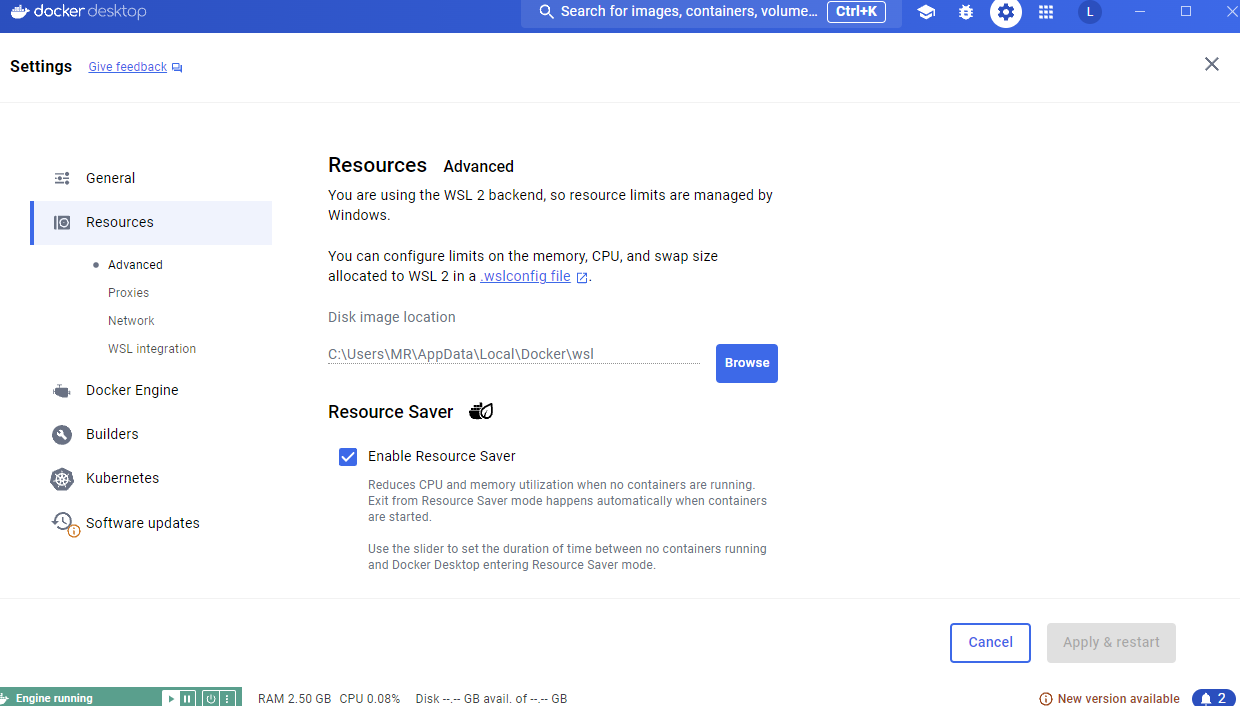 docker desktop
Search for images, containers, volume... Ctrl+K
L
Settings Give feedback
General
Resources
Advanced
Proxies
Network
WSL integration
Docker Engine
Builders
Kubernetes
Software updates
Resources Advanced
You are using the WSL 2 backend, so resource limits are managed by
Windows.
You can configure limits on the memory, CPU, and swap size
allocated to WSL 2 in a .wslconfig file .
Disk image location
C:\Users\MR\AppData\Local\Docker\wsl
Browse
Resource Saver
Enable Resource Saver
Reduces CPU and memory utilization when no containers are running.
Exit from Resource Saver mode happens automatically when containers
are started.
Use the slider to set the duration of time between no containers running
and Docker Desktop entering Resource Saver mode.
Cancel
Apply & restart
Engine running
RAM 2.50 GB CPU 0.08% Disk --.-- GB avail. of --.-- GB
New version available
2